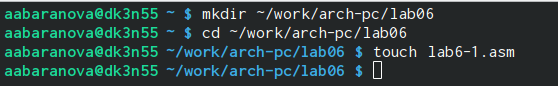 aabaranova@dk3n55 ~ $ mkdir ~/work/arch-pc/lab06
aabaranova@dk3n55 ~ $ cd ~/work/arch-pc/lab06
aabaranova@dk3n55 ~/work/arch-pc/lab06 $ touch lab6-1.asm
aabaranova@dk3n55 ~/work/arch-pc/lab06 $